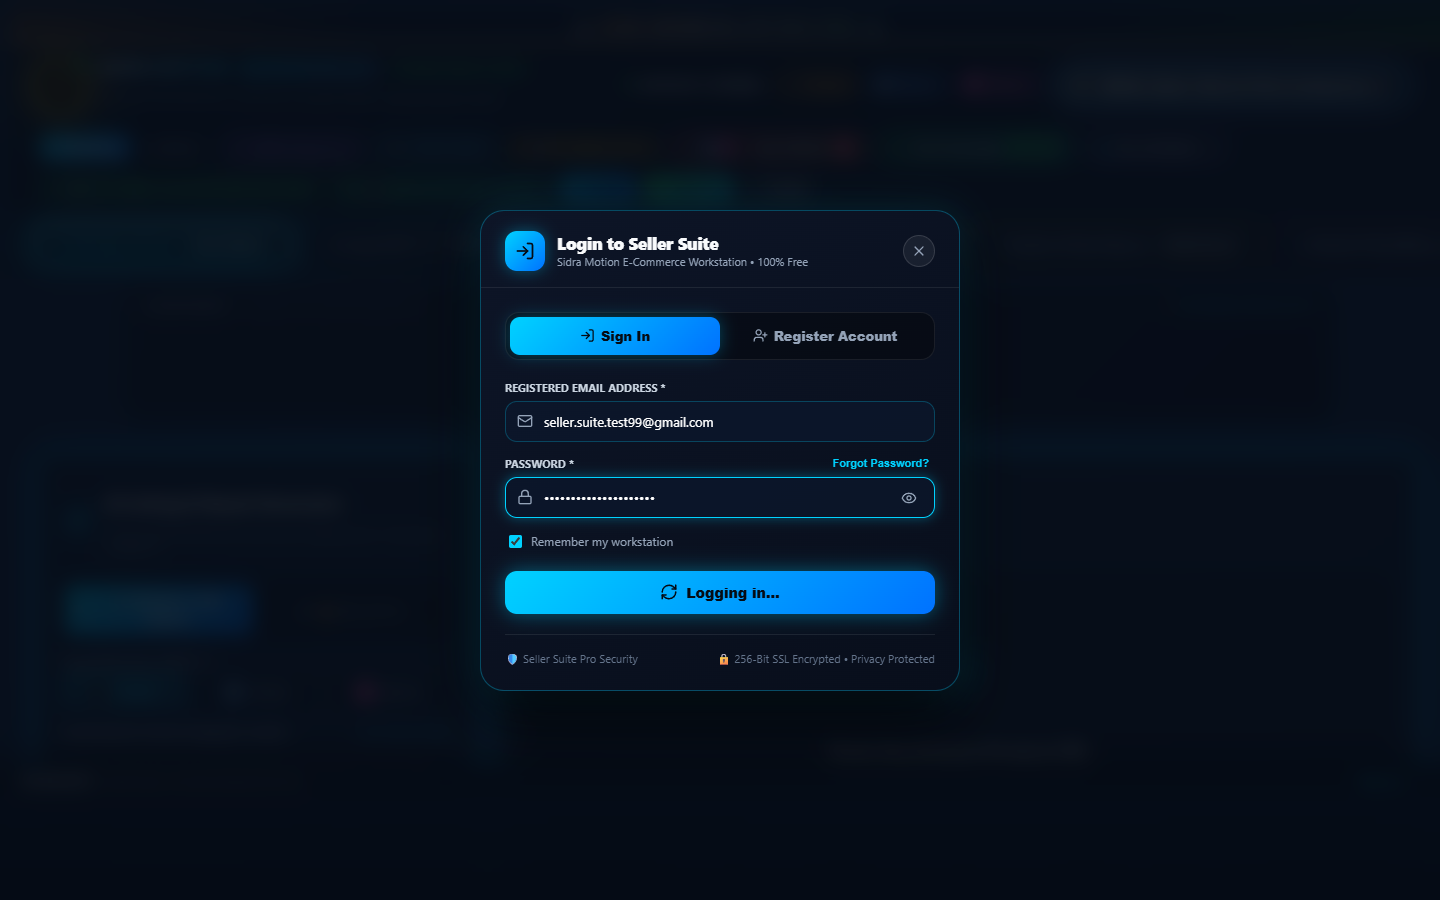 Login to Seller Suite
Sidra Motion E-Commerce Workstation • 100% Free
Sign In
Register Account
REGISTERED EMAIL ADDRESS *
seller.suite.test99@gmail.com
PASSWORD *
Forgot Password?
•••••••••••••••••••••
Remember my workstation
Logging in...
Seller Suite Pro Security
256-Bit SSL Encrypted • Privacy Protected